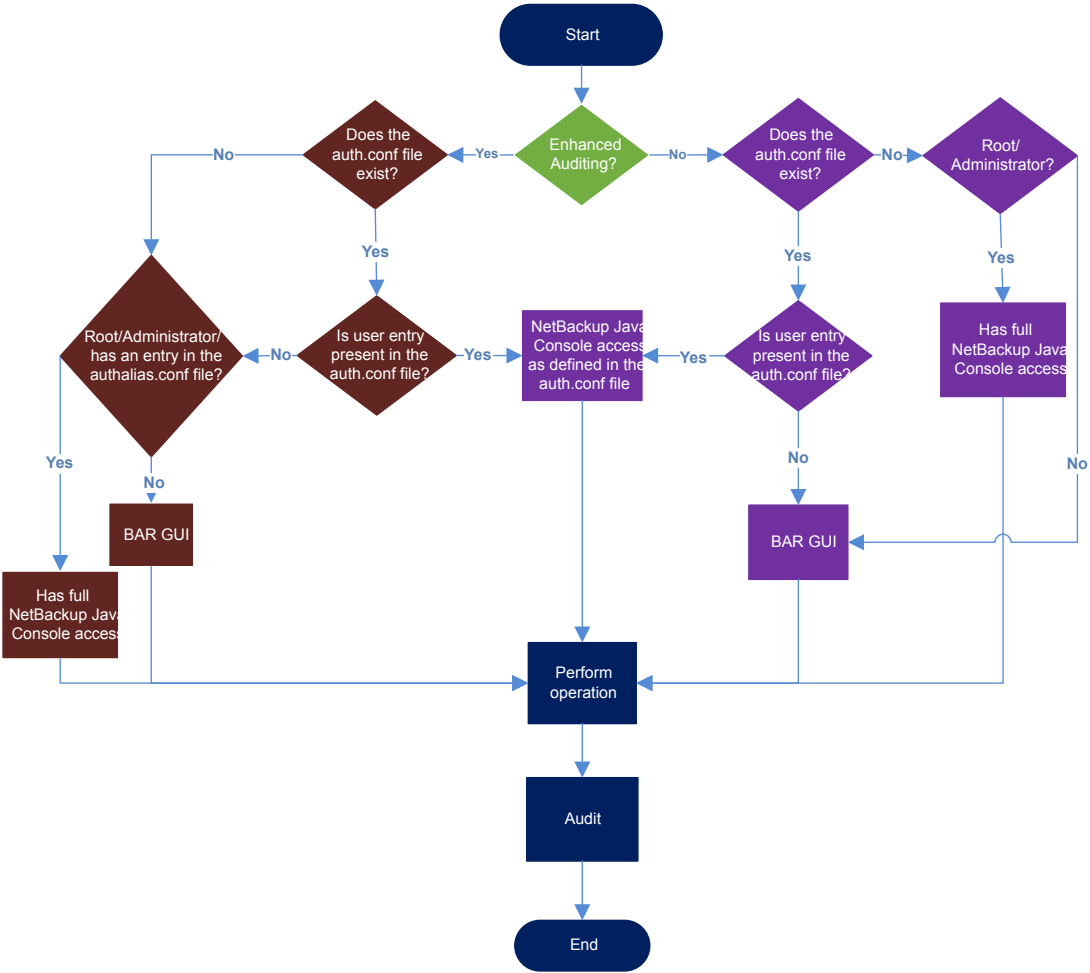 Start
Does the
auth.conf file
exist?
Enhanced
Auditing?
Does the
auth.conf file
exist?
Root/
Administrator?
No
Yes
No
No
Yes
Yes
Yes
Root/Administrator/
has an entry in the
authalias.conf file?
No
Is user entry
present in the
auth.conf file?
Yes
NetBackup Java
Console access
as defined in the
auth.conf file
Yes
Is user entry
present in the
auth.conf file?
Has full
NetBackup Java
Console access
Yes
No
No
No
BAR GUI
BAR GUI
Has full
NetBackup Java
Console access
Perform
operation
Audit
End